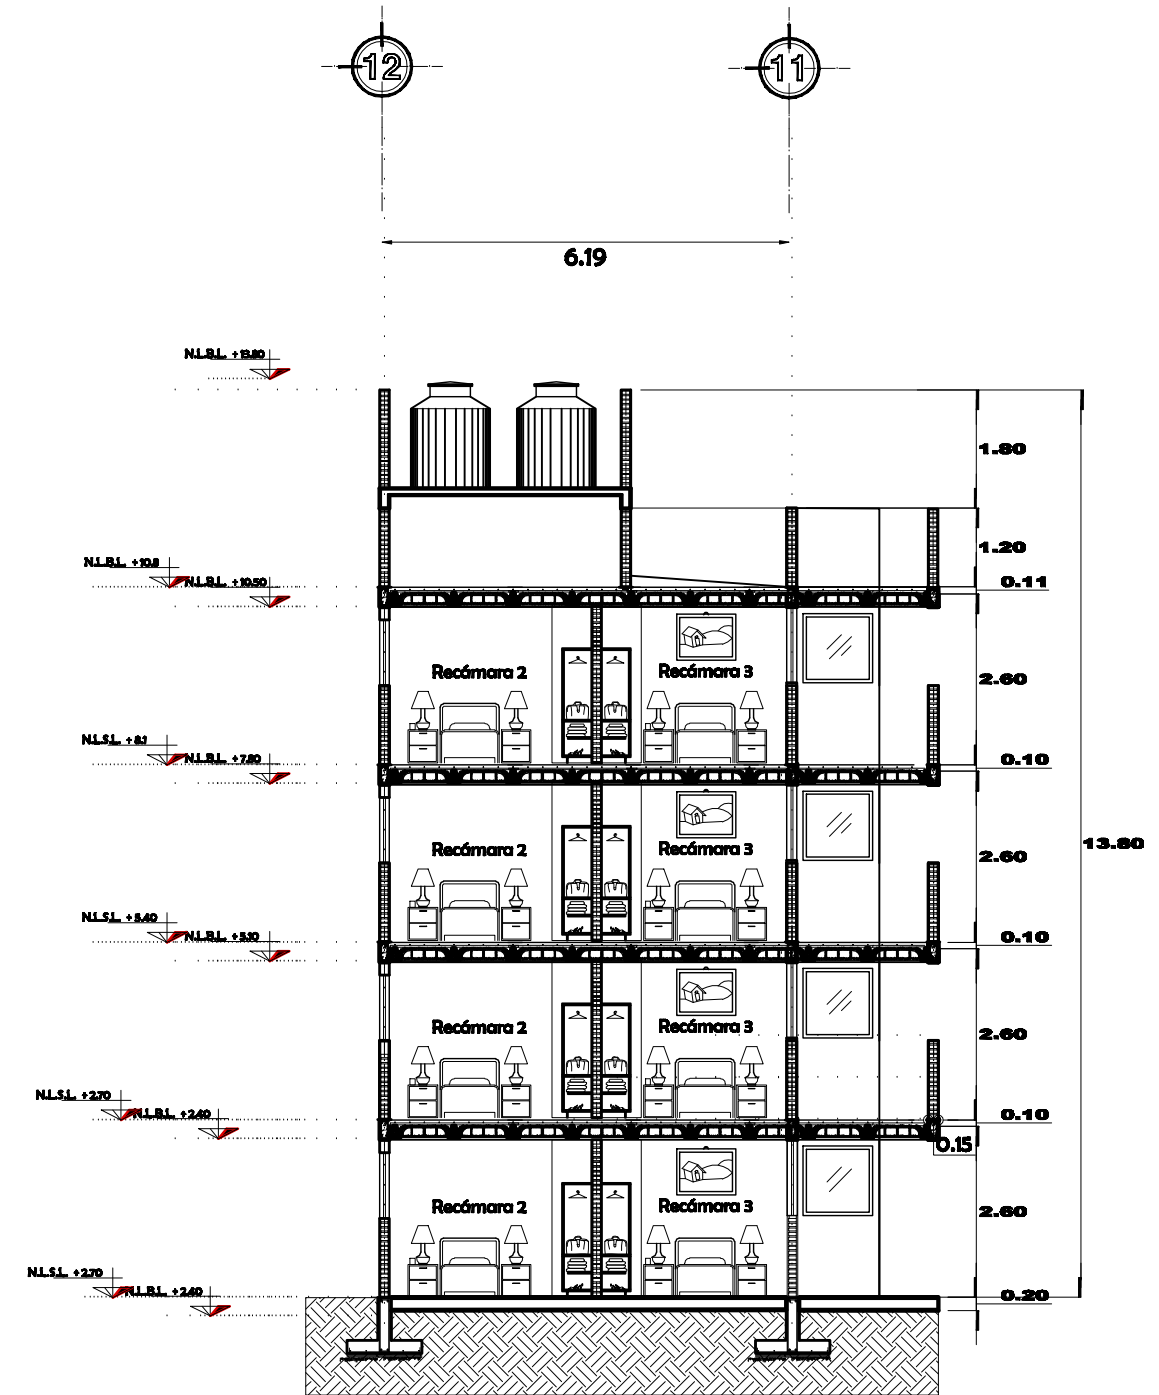 12
11
6.19
N.L.B.L. +13.80
1.80
1.20
N.L.B.L. +10.8
N.L.B.L. +10.50
0.11
Recámara 2
Recámara 3
2.60
N.L.S.L. +8.1
N.L.B.L. +7.80
0.10
13.80
Recámara 2
Recámara 3
2.60
N.L.S.L. +5.40
N.L.B.L. +5.10
0.10
Recámara 2
Recámara 3
2.60
N.L.S.L. +2.70
N.L.B.L. +2.40
0.10
0.15
Recámara 2
Recámara 3
2.60
N.L.S.L. +2.70
N.L.B.L. +2.40
0.20